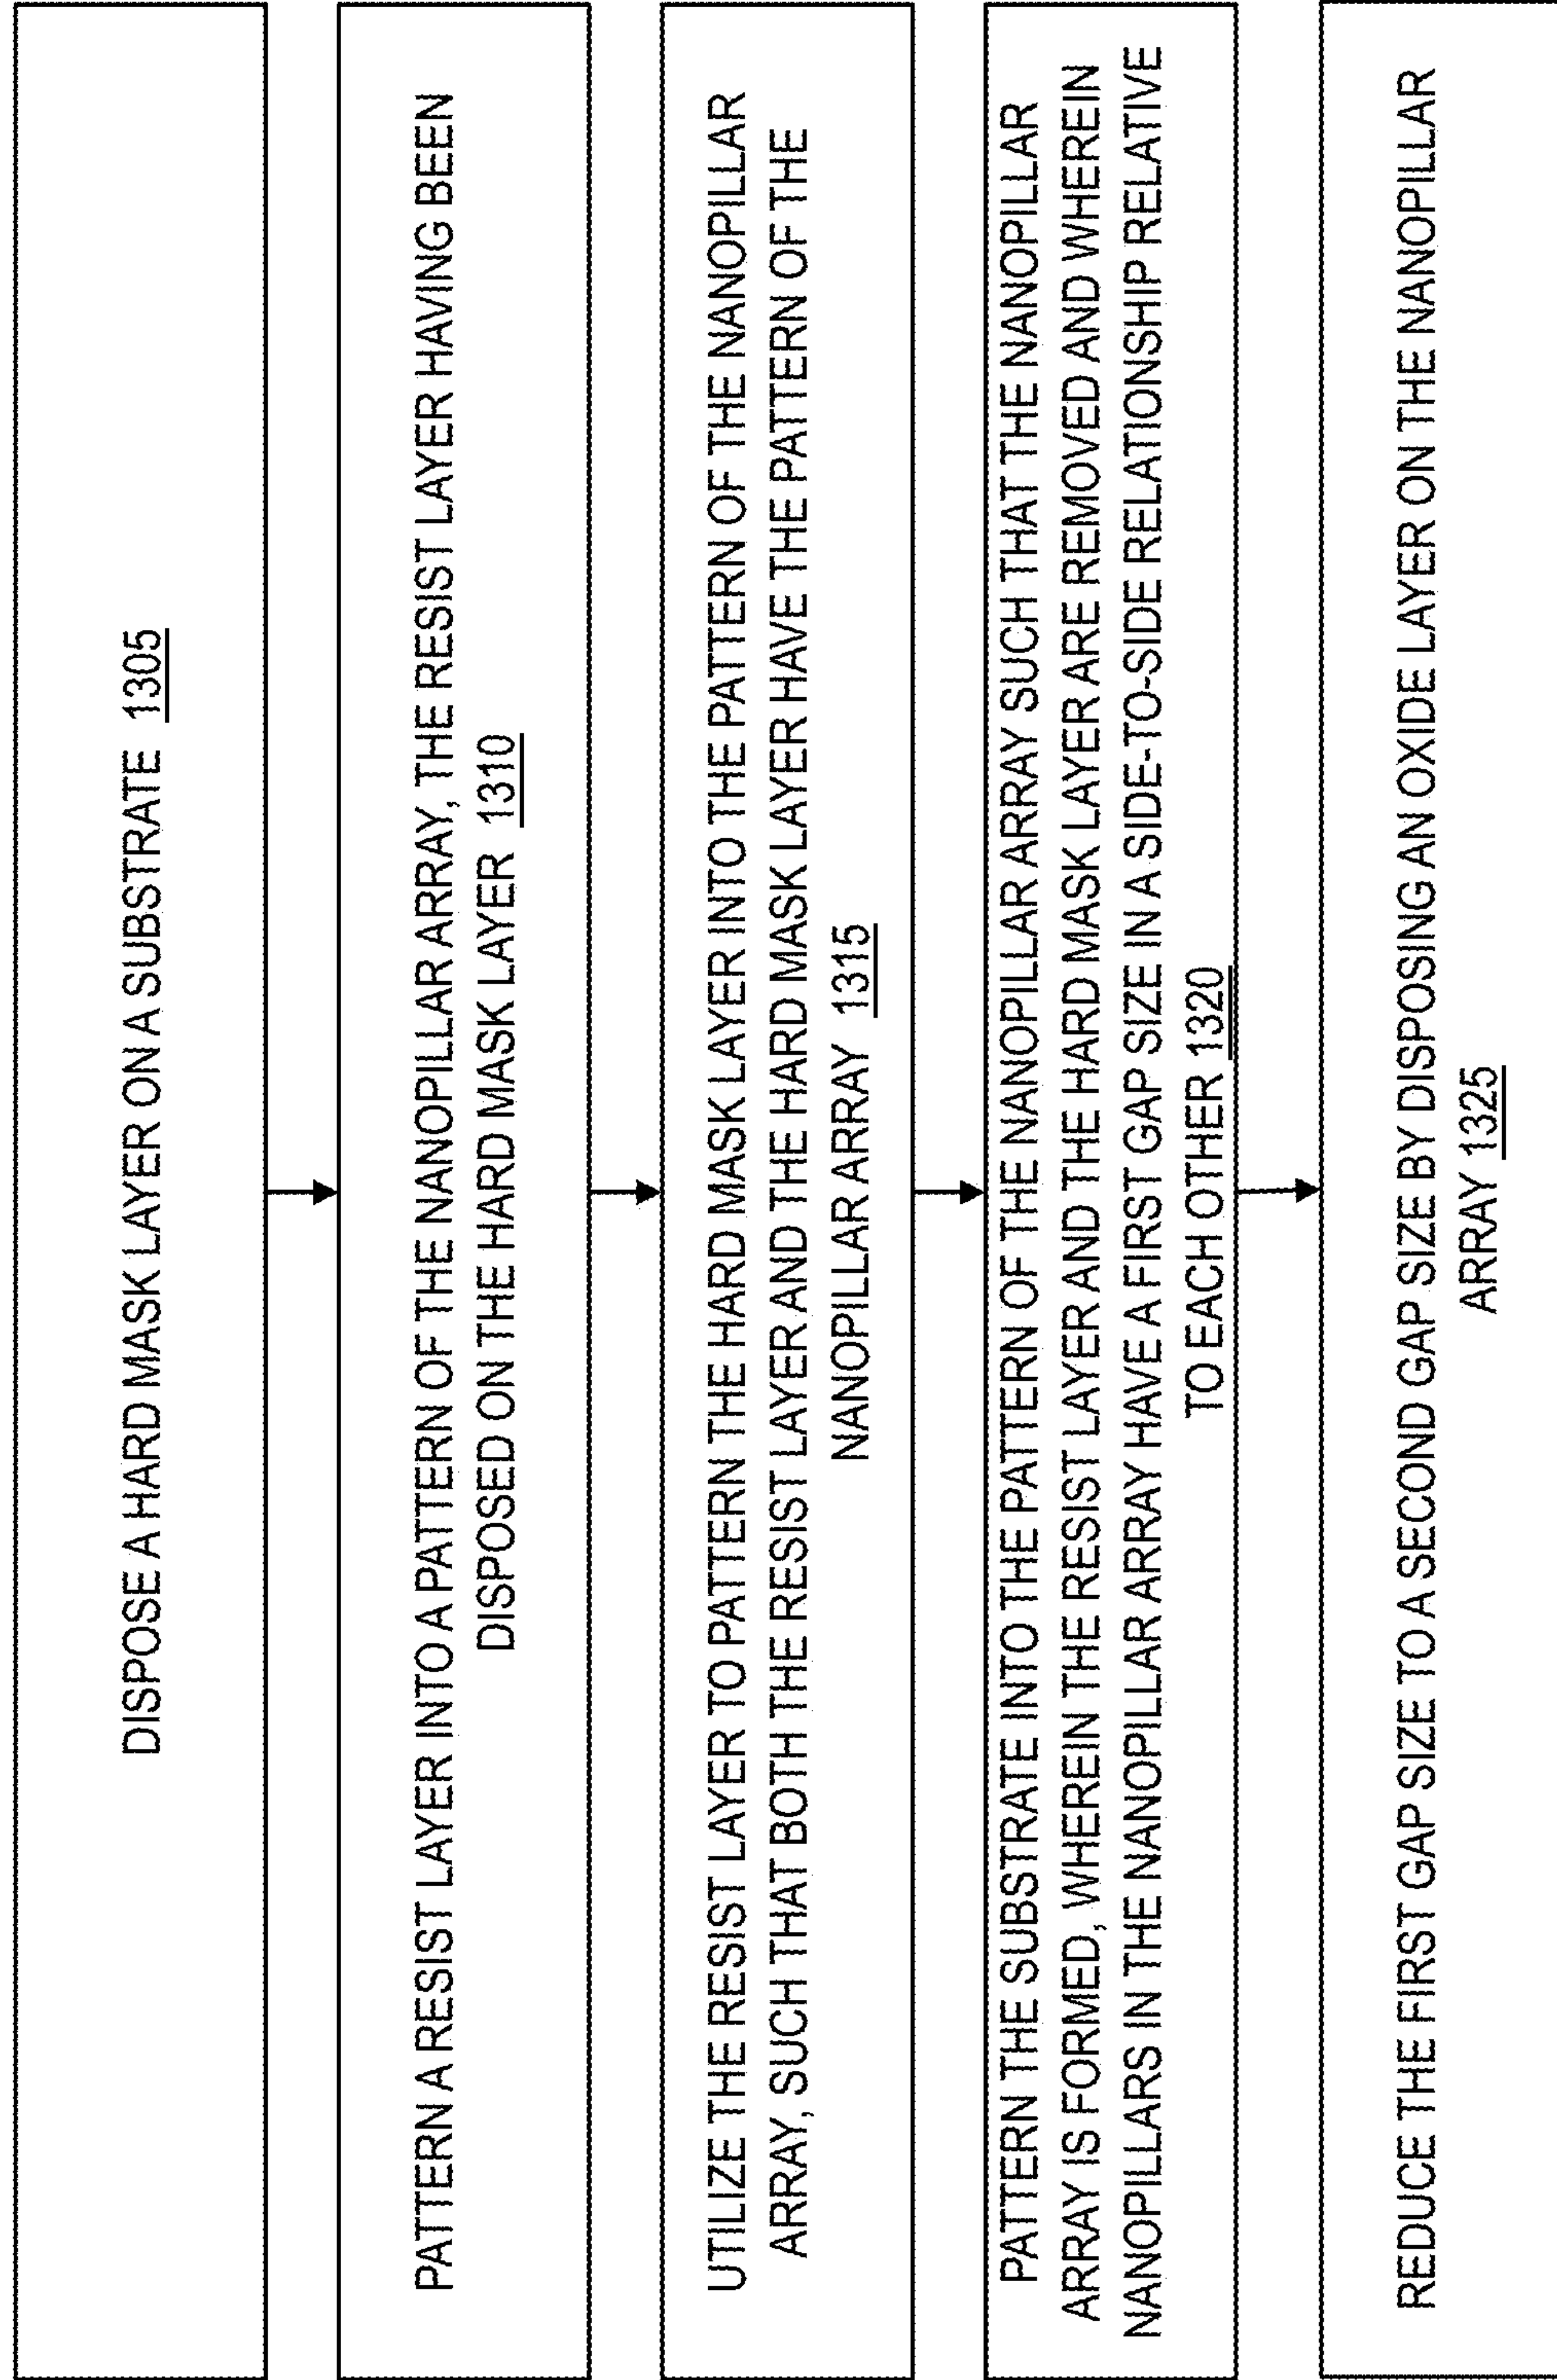 DISPOSE A HARD MASK LAYER ON A SUBSTRATE 1305
PATTERN A RESIST LAYER INTO A PATTERN OF THE NANOPILLAR ARRAY, THE RESIST LAYER HAVING BEEN
DISPOSED ON THE HARD MASK LAYER 1310
UTILIZE THE RESIST LAYER TO PATTERN THE HARD MASK LAYER INTO THE PATTERN OF THE NANOPILLAR
ARRAY, SUCH THAT BOTH THE RESIST LAYER AND THE HARD MASK LAYER HAVE THE PATTERN OF THE
NANOPILLAR ARRAY 1315
PATTERN THE SUBSTRATE INTO THE PATTERN OF THE NANOPILLAR ARRAY SUCH THAT THE NANOPILLAR
ARRAY IS FORMED, WHEREIN THE RESIST LAYER AND THE HARD MASK LAYER ARE REMOVED AND WHEREIN
NANOPILLARS IN THE NANOPILLAR ARRAY HAVE A FIRST GAP SIZE IN A SIDE-TO-SIDE RELATIONSHIP RELATIVE
TO EACH OTHER 1320
REDUCE THE FIRST GAP SIZE TO A SECOND GAP SIZE BY DISPOSING AN OXIDE LAYER ON THE NANOPILLAR
ARRAY 1325